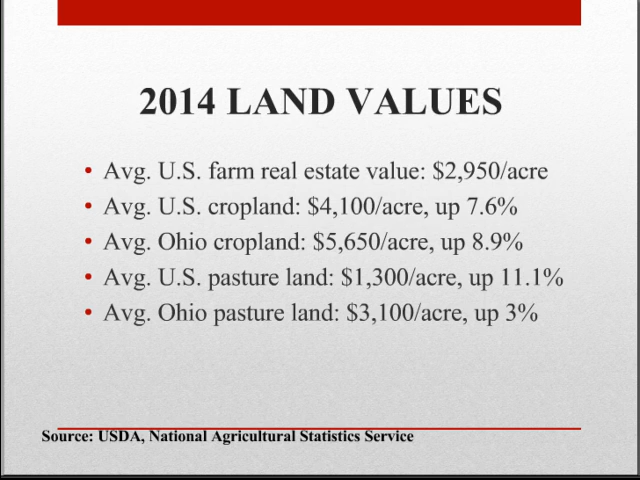 2014 LAND VALUES
• Avg. U.S. farm real estate value: $2,950/acre
• Avg. U.S. cropland: $4,100/acre, up 7.6%
• Avg. Ohio cropland: $5,650/acre, up 8.9%
• Avg. U.S. pasture land: $1,300/acre, up 11.1%
• Avg. Ohio pasture land: $3,100/acre, up 3%
Source: USDA, National Agricultural Statistics Service